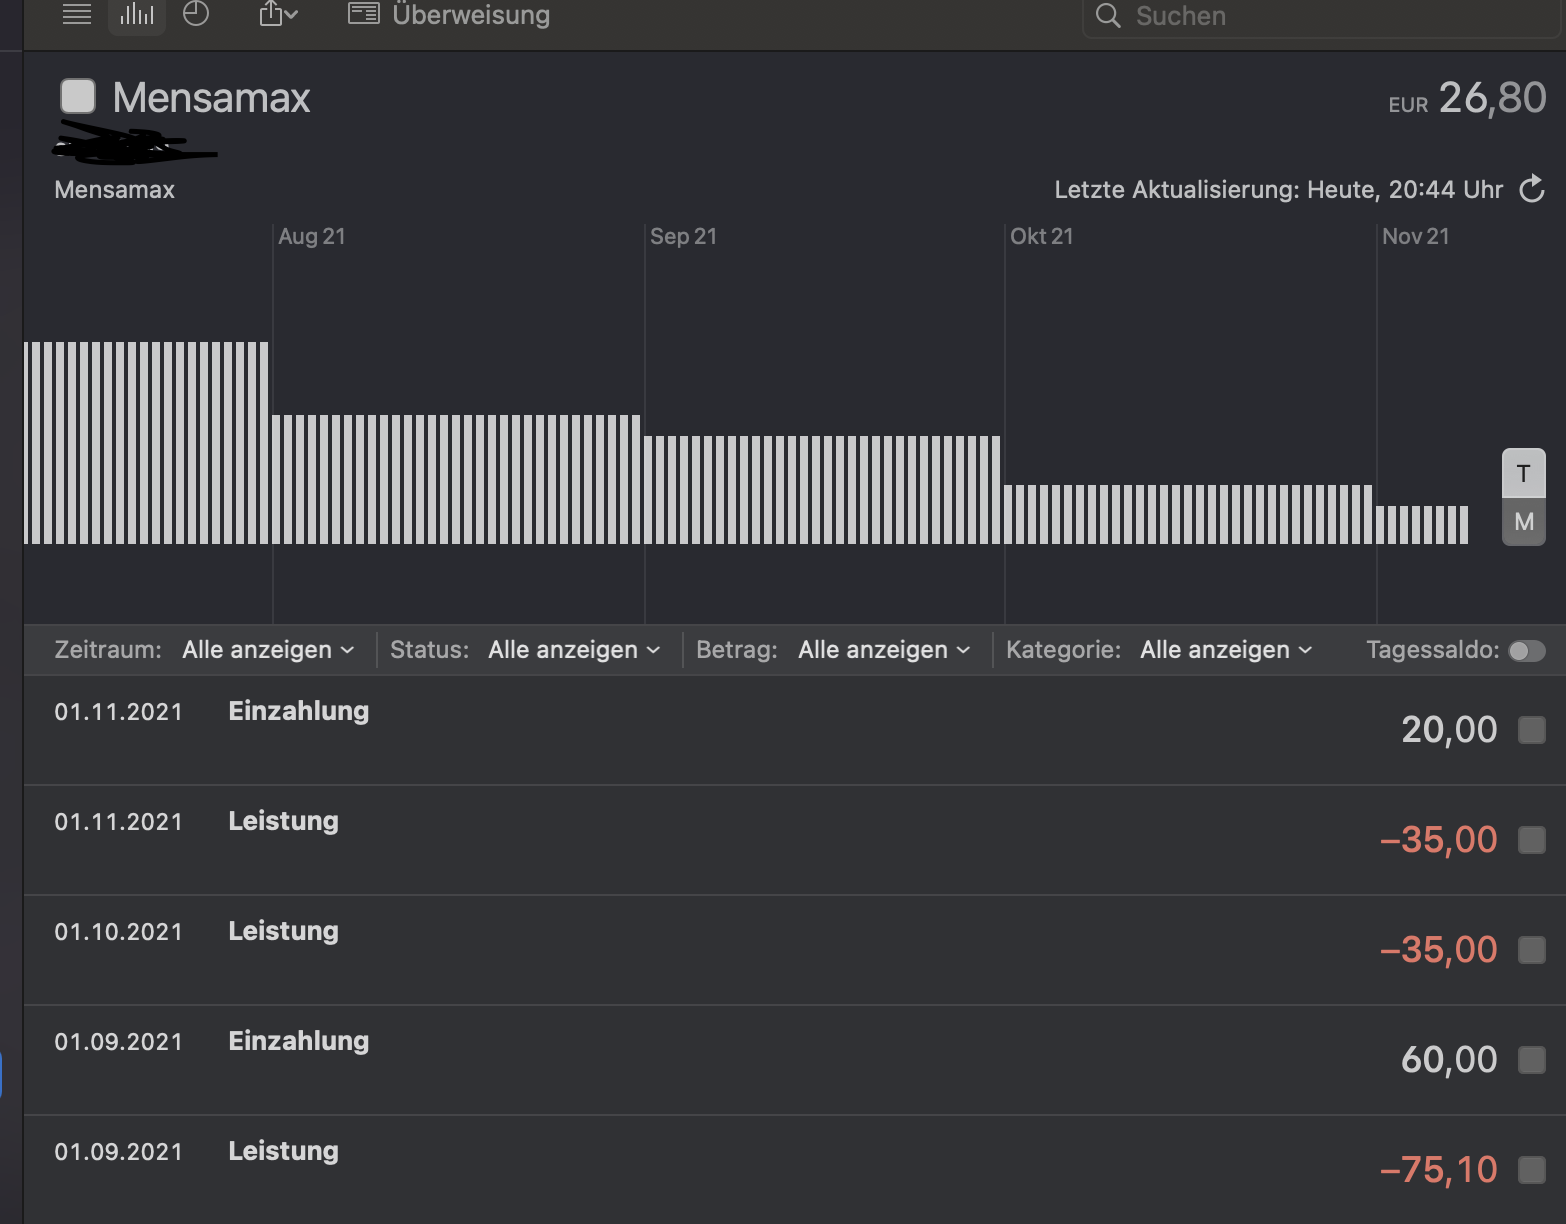 Überweisung
Suchen
Mensamax
EUR 26,80
Mensamax
Letzte Aktualisierung: Heute, 20:44 Uhr
Aug 21
Sep 21
Okt 21
Nov 21
T
M
Zeitraum: Alle anzeigen
Status: Alle anzeigen
Betrag: Alle anzeigen
Kategorie: Alle anzeigen
Tagessaldo:
01.11.2021 Einzahlung 20,00
01.11.2021 Leistung –35,00
01.10.2021 Leistung –35,00
01.09.2021 Einzahlung 60,00
01.09.2021 Leistung –75,10